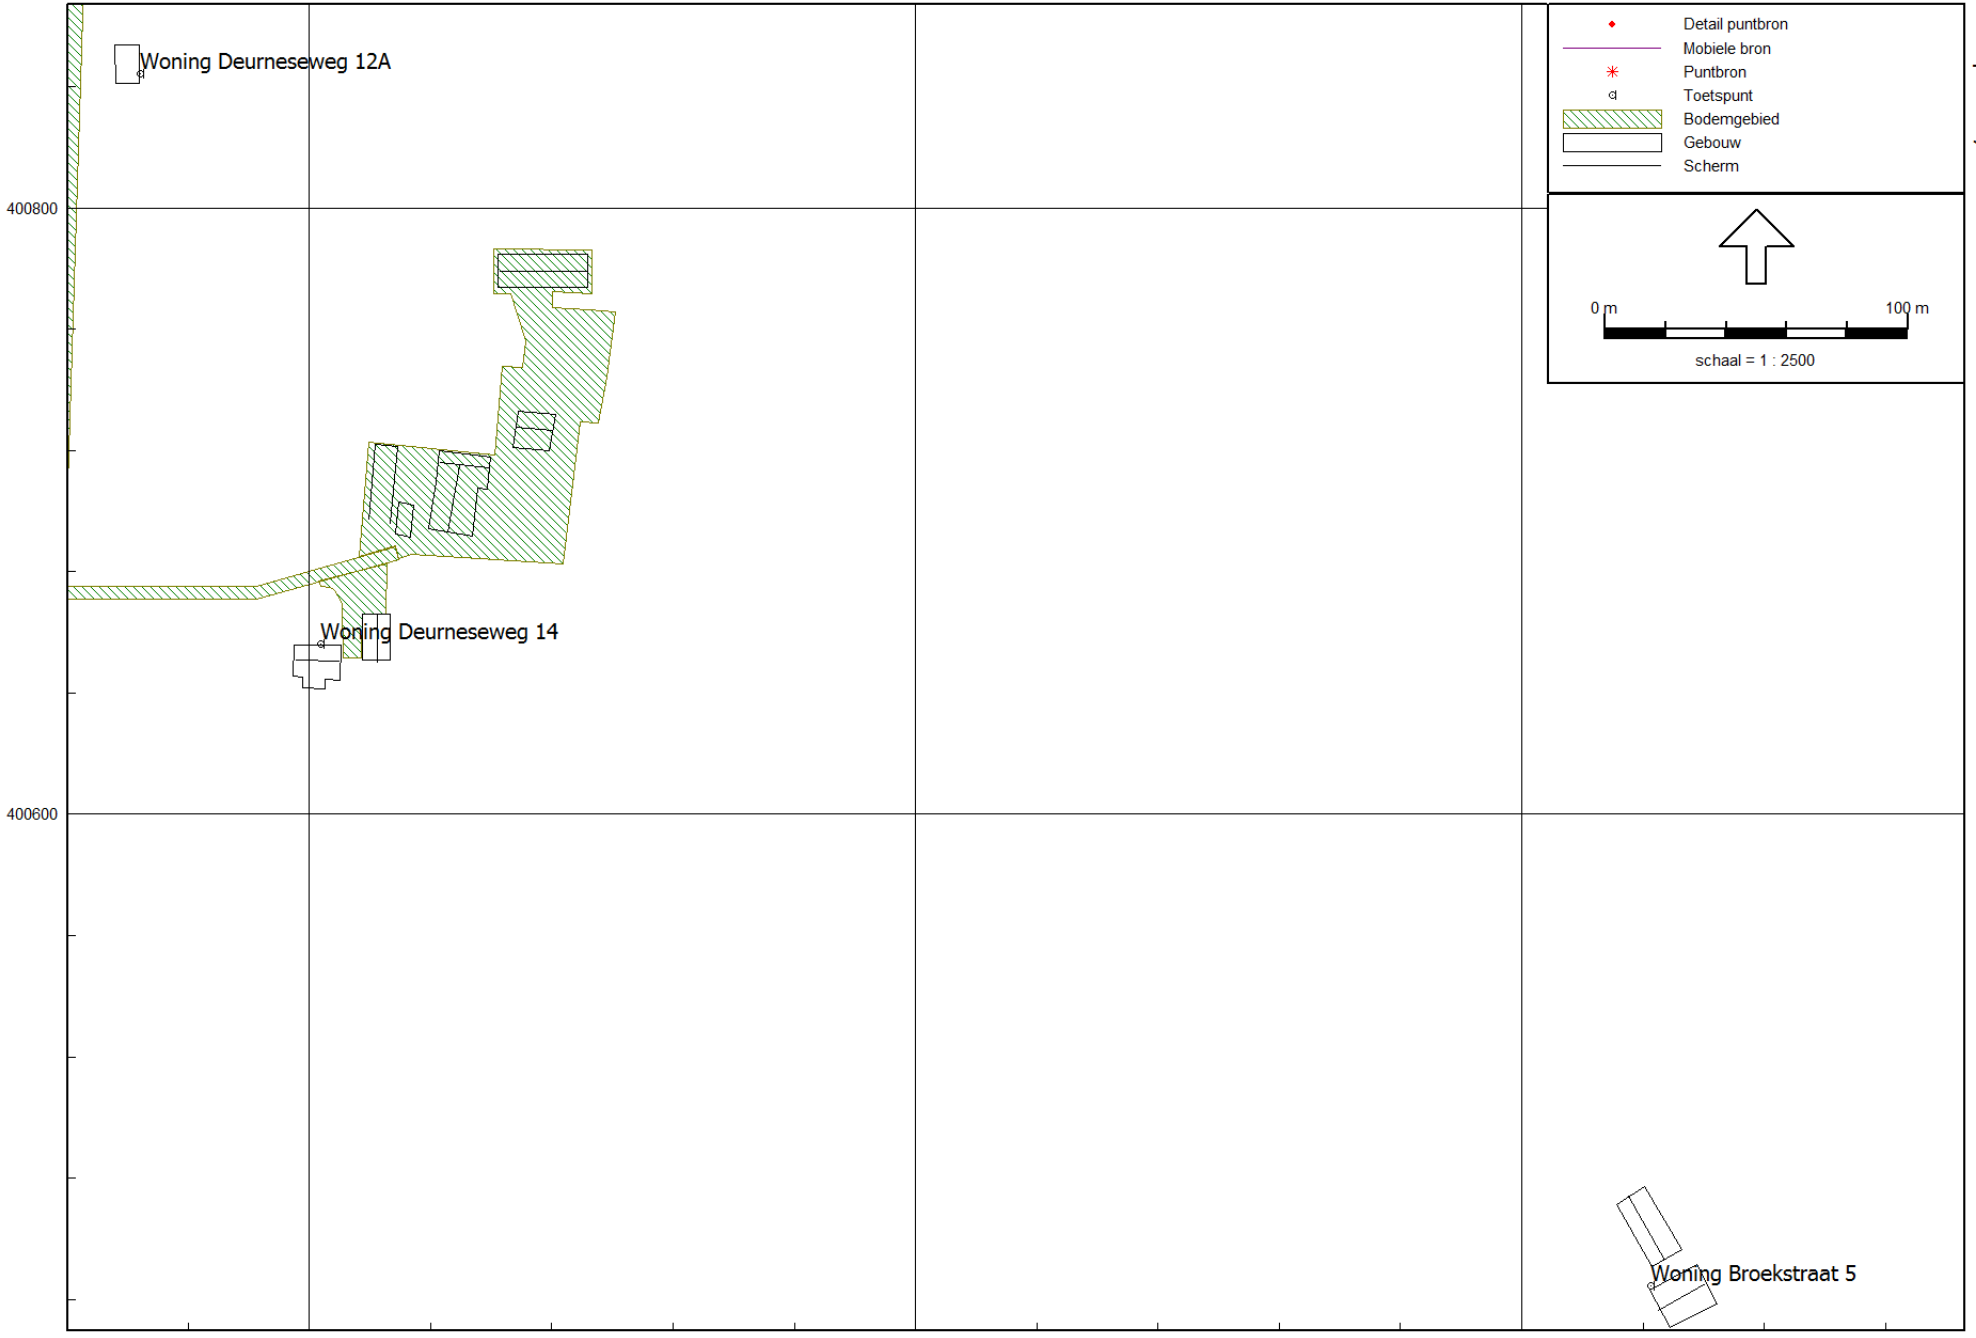 Woning Deurneseweg 12A
Detail puntbron
Mobiele bron
Puntbron
Toetspunt
Bodemgebied
Gebouw
Scherm
400800
0 m 100 m
schaal = 1 : 2500
Woning Deurneseweg 14
400600
Woning Broekstraat 5